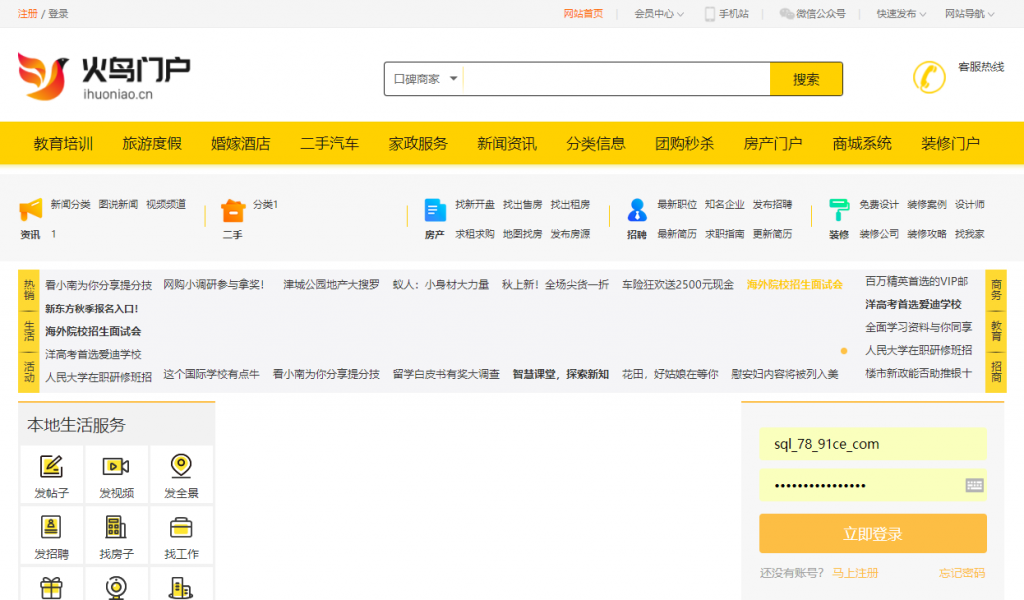 注册 / 登录 网站首页 会员中心 手机站 微信公众号 快速发布 网站导航
火鸟门户
ihuoniao.cn
口碑商家 搜索 客服热线
教育培训 旅游度假 婚嫁酒店 二手汽车 家政服务 新闻资讯 分类信息 团购秒杀 房产门户 商城系统 装修门户
新闻分类 图说新闻 视频频道 分类1 找新开盘 找出售房 找出租房 最新职位 知名企业 发布招聘 免费设计 装修案例 设计师
资讯 1 二手 房产 求租求购 地图找房 发布房源 招聘 最新简历 求职指南 更新简历 装修 装修公司 装修攻略 找我家
热销 看小南为你分享提分技 网购小调研参与拿奖! 津城公园地产大搜罗 蚁人：小身材大力量 秋上新！全场尖货一折 车险狂欢送2500元现金 海外院校招生面试会 百万精英首选的VIP邮 商务
新东方秋季报名入口! 洋高考首选爱迪学校
生活 海外院校招生面试会 全面学习资料与你同享 教育
洋高考首选爱迪学校 人民大学在职研修班招
活动 人民大学在职研修班招 这个国际学校有点牛 看小南为你分享提分技 留学白皮书有奖大调查 智慧课堂，探索新知 花田，好姑娘在等你 慰安妇内容将被列入美 楼市新政能否助推银十 招商
本地生活服务
发帖子 发视频 发全景
发招聘 找房子 找工作
sql_78_91ce_com
••••••••••••••••
立即登录
还没有账号？ 马上注册 忘记密码